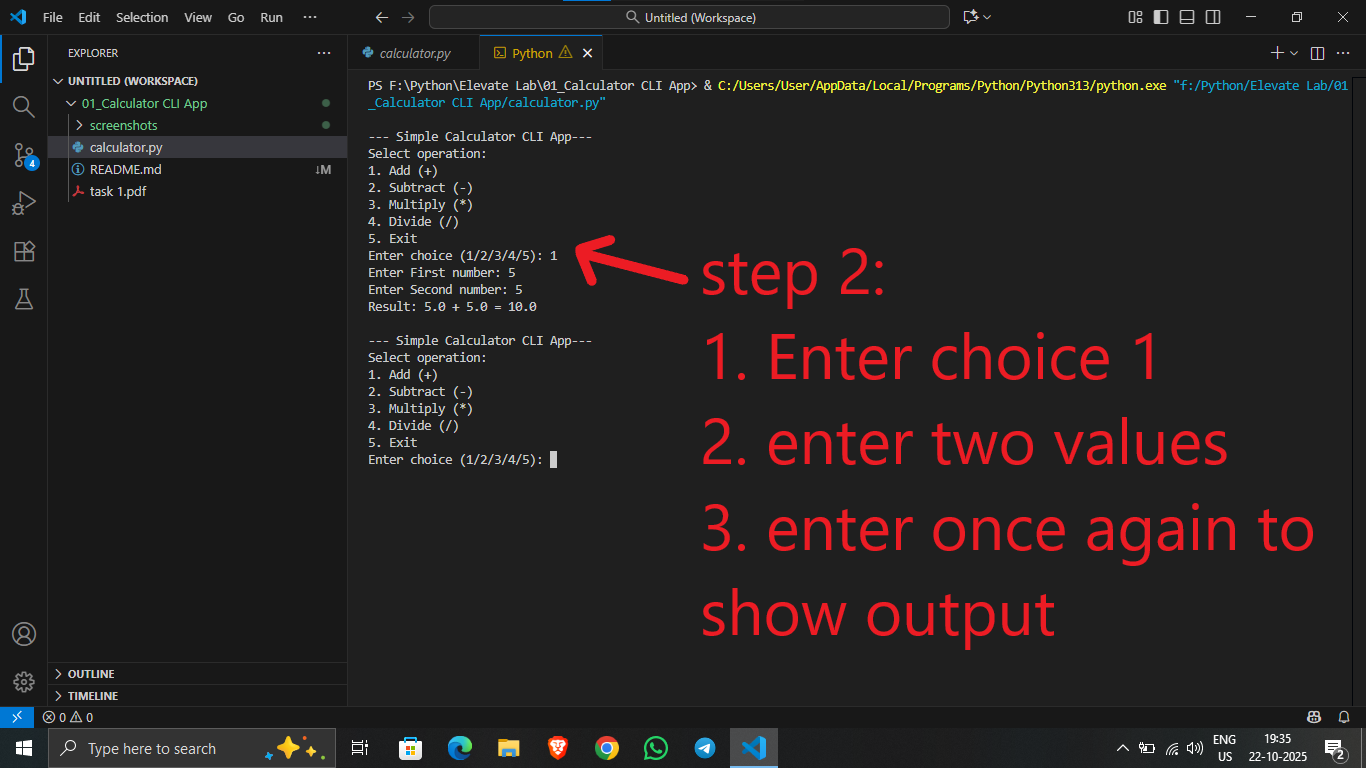 File Edit Selection View Go Run ···
Untitled (Workspace)
EXPLORER ···
calculator.py Python
UNTITLED (WORKSPACE)
01_Calculator CLI App
screenshots
calculator.py
README.md ↓M
task 1.pdf
4
PS F:\Python\Elevate Lab\01_Calculator CLI App> & C:/Users/User/AppData/Local/Programs/Python/Python313/python.exe "f:/Python/Elevate Lab/01
_Calculator CLI App/calculator.py"
--- Simple Calculator CLI App---
Select operation:
1. Add (+)
2. Subtract (-)
3. Multiply (*)
4. Divide (/)
5. Exit
Enter choice (1/2/3/4/5): 1
Enter First number: 5
Enter Second number: 5
Result: 5.0 + 5.0 = 10.0
--- Simple Calculator CLI App---
Select operation:
1. Add (+)
2. Subtract (-)
3. Multiply (*)
4. Divide (/)
5. Exit
Enter choice (1/2/3/4/5):
step 2:
1. Enter choice 1
2. enter two values
3. enter once again to
show output
OUTLINE
TIMELINE
0 0
Type here to search
ENG
US
19:35
22-10-2025
2